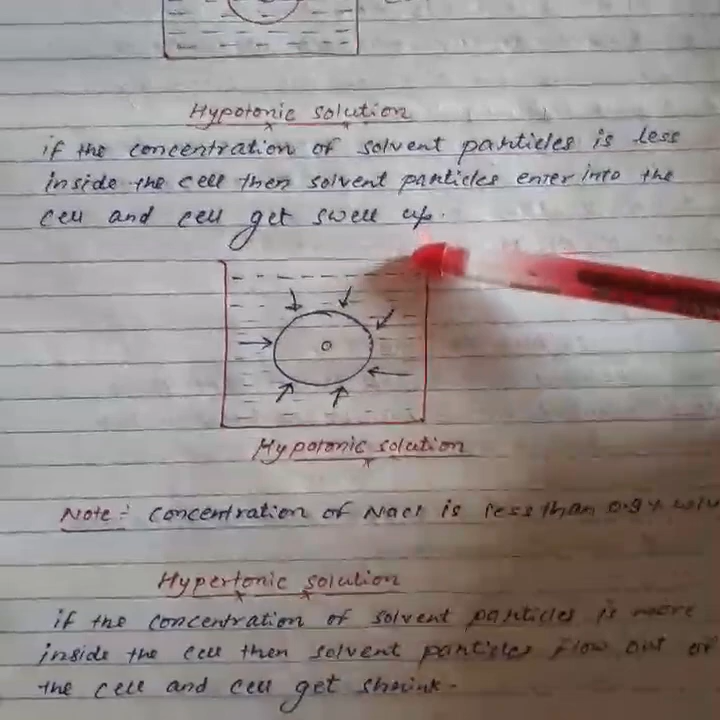 Hypotonic solution
if the concentration of solvent particles is less
inside the cell then solvent particles enter into the
cell and cell get swell up.
Hypotonic solution
Note:- Concentration of NaCl is less than 0.9%
Hypertonic solution
if the concentration of solvent particles is more
inside the cell then solvent particles flow out of
the cell and cell get shrink.